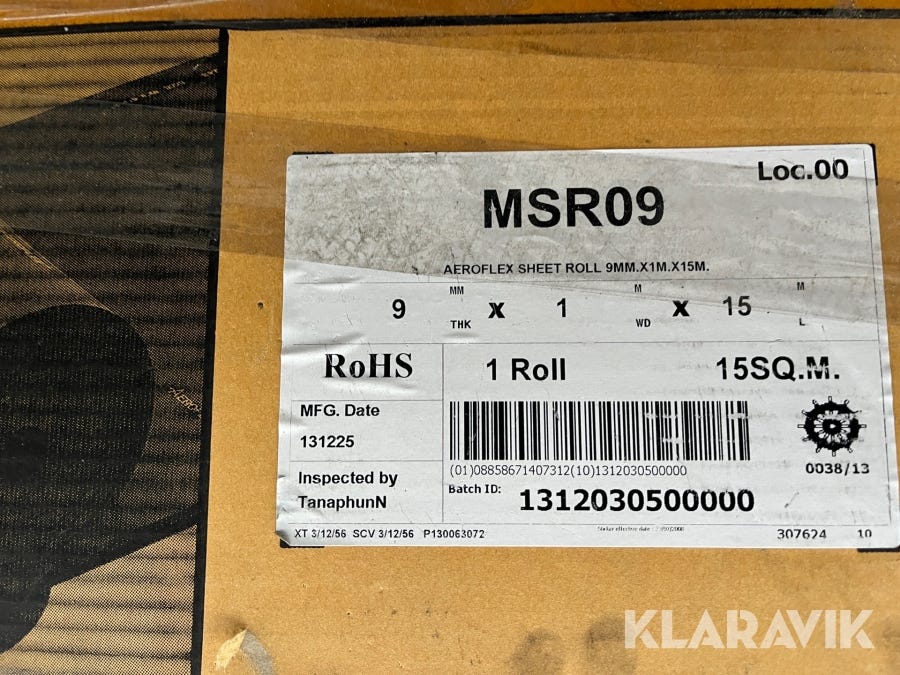 Loc.00
MSR09
AEROFLEX SHEET ROLL 9MM.X1M.X15M.
9 MM THK x 1 M WD x 15 M L
RoHS
1 Roll 15SQ.M.
MFG. Date
131225
(01)08858671407312(10)1312030500000
0038/13
Inspected by
TanaphunN
Batch ID: 1312030500000
XT 3/12/56 SCV 3/12/56 P130063072
307624 10
KLARAVIK